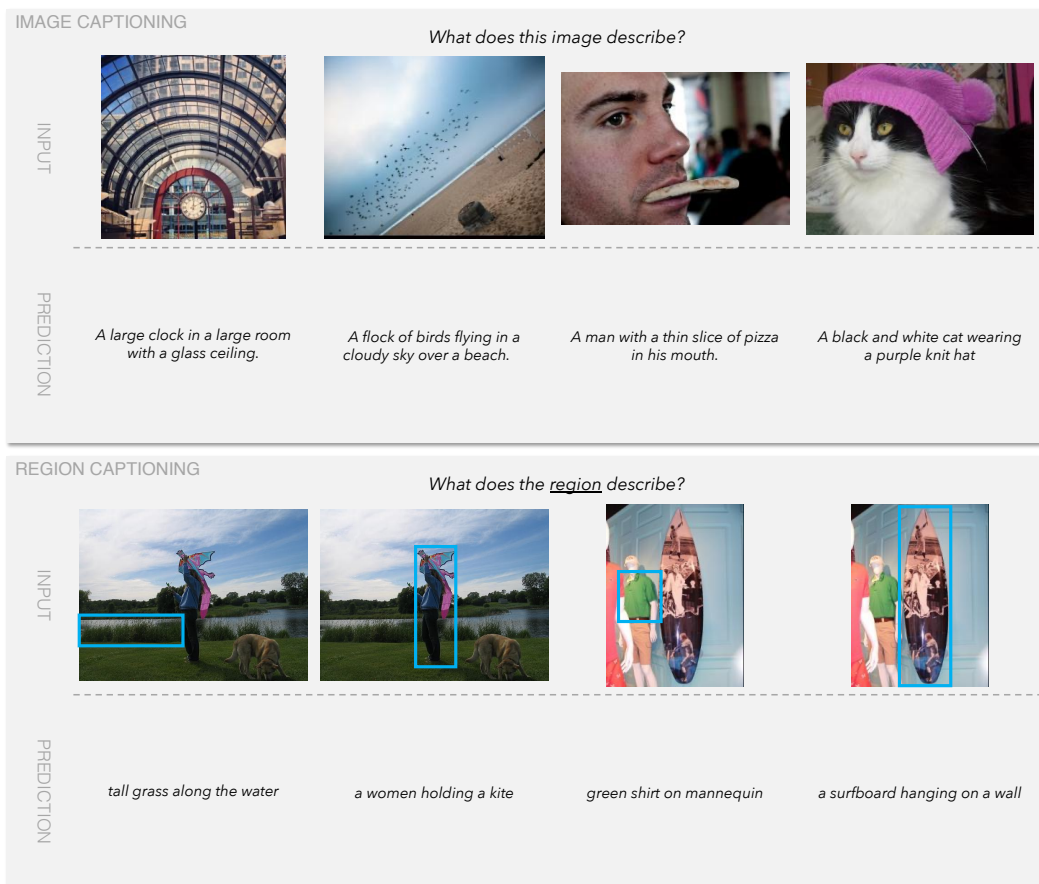 IMAGE CAPTIONING
What does this image describe?
INPUT
PREDICTION
A large clock in a large room
with a glass ceiling.
A flock of birds flying in a
cloudy sky over a beach.
A man with a thin slice of pizza
in his mouth.
A black and white cat wearing
a purple knit hat
REGION CAPTIONING
What does the region describe?
INPUT
PREDICTION
tall grass along the water
a women holding a kite
green shirt on mannequin
a surfboard hanging on a wall